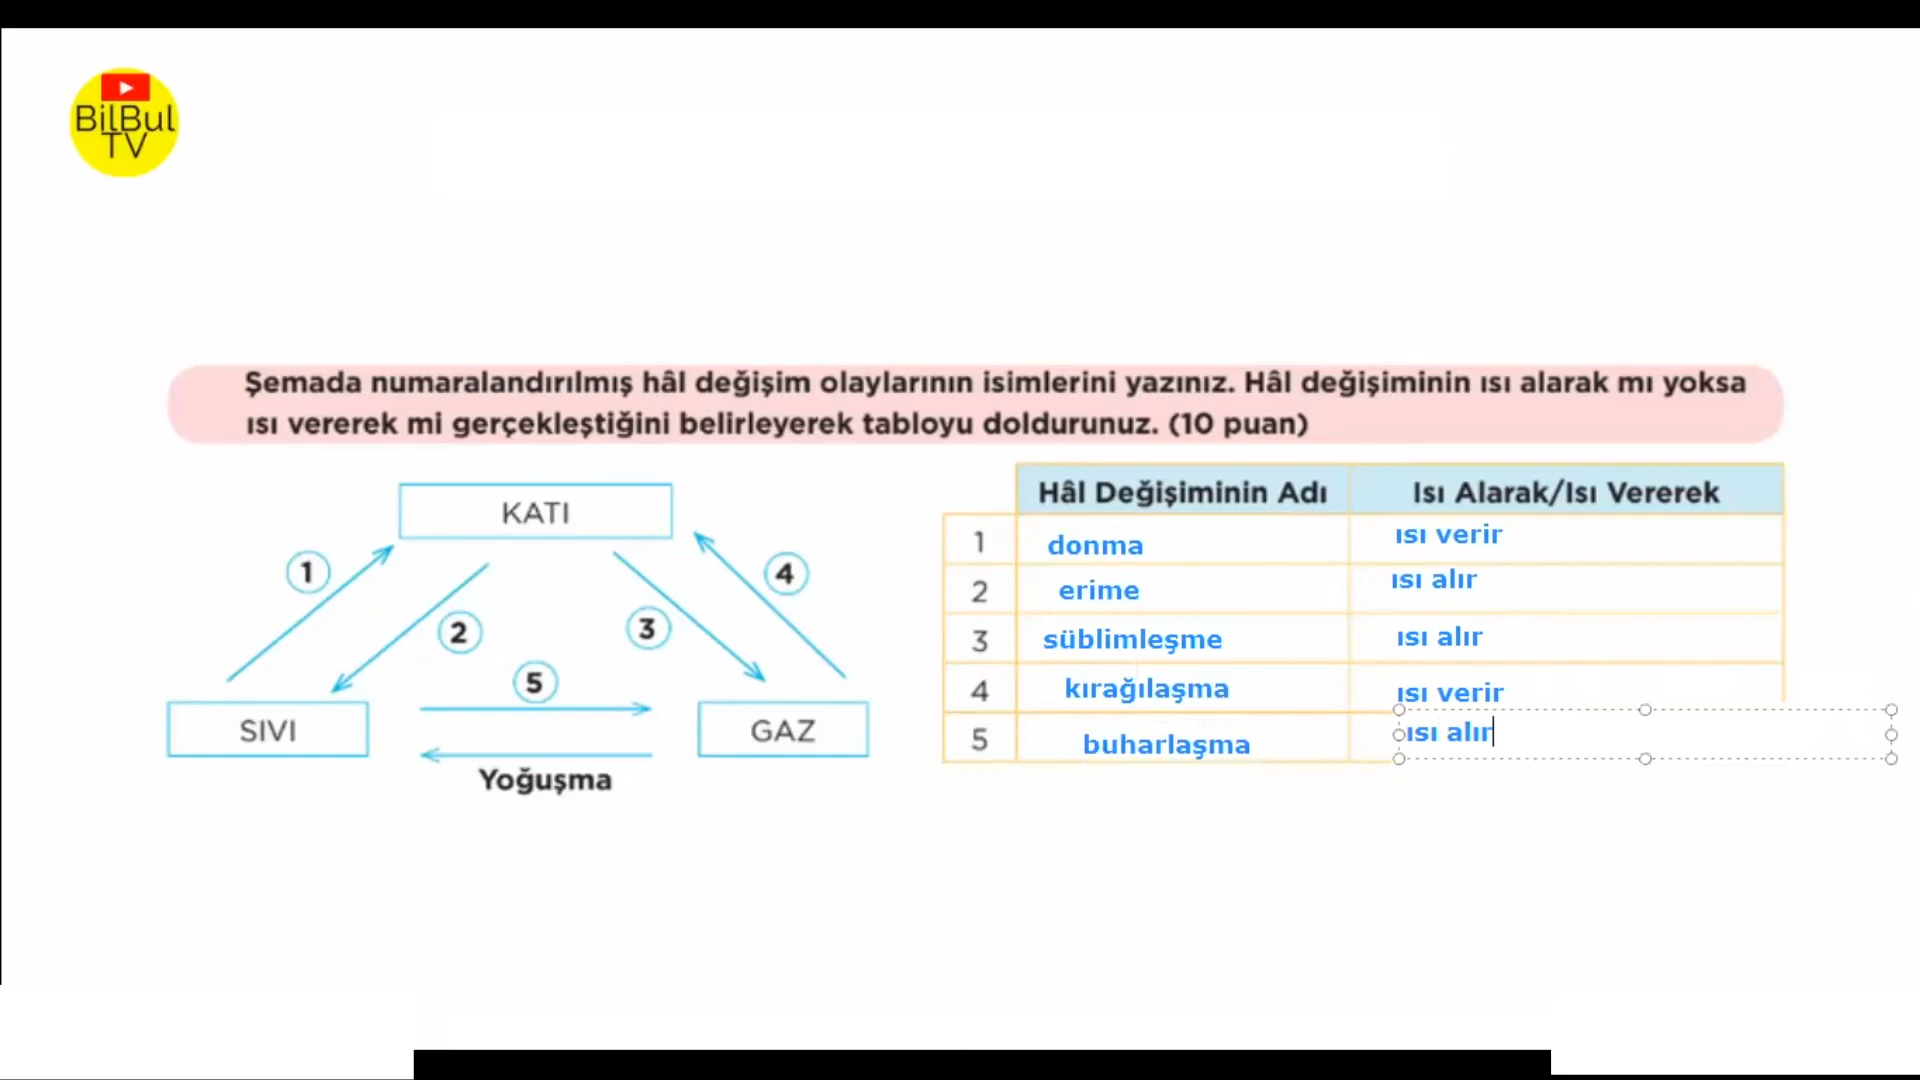 BilBul
TV
Şemada numaralandırılmış hâl değişim olaylarının isimlerini yazınız. Hâl değişiminin ısı alarak mı yoksa
ısı vererek mi gerçekleştiğini belirleyerek tabloyu doldurunuz. (10 puan)
KATI
1
2
3
4
5
SIVI
GAZ
Yoğuşma
Hâl Değişiminin Adı Isı Alarak/Isı Vererek
1 donma ısı verir
2 erime ısı alır
3 süblimleşme ısı alır
4 kırağılaşma ısı verir
5 buharlaşma ısı alır